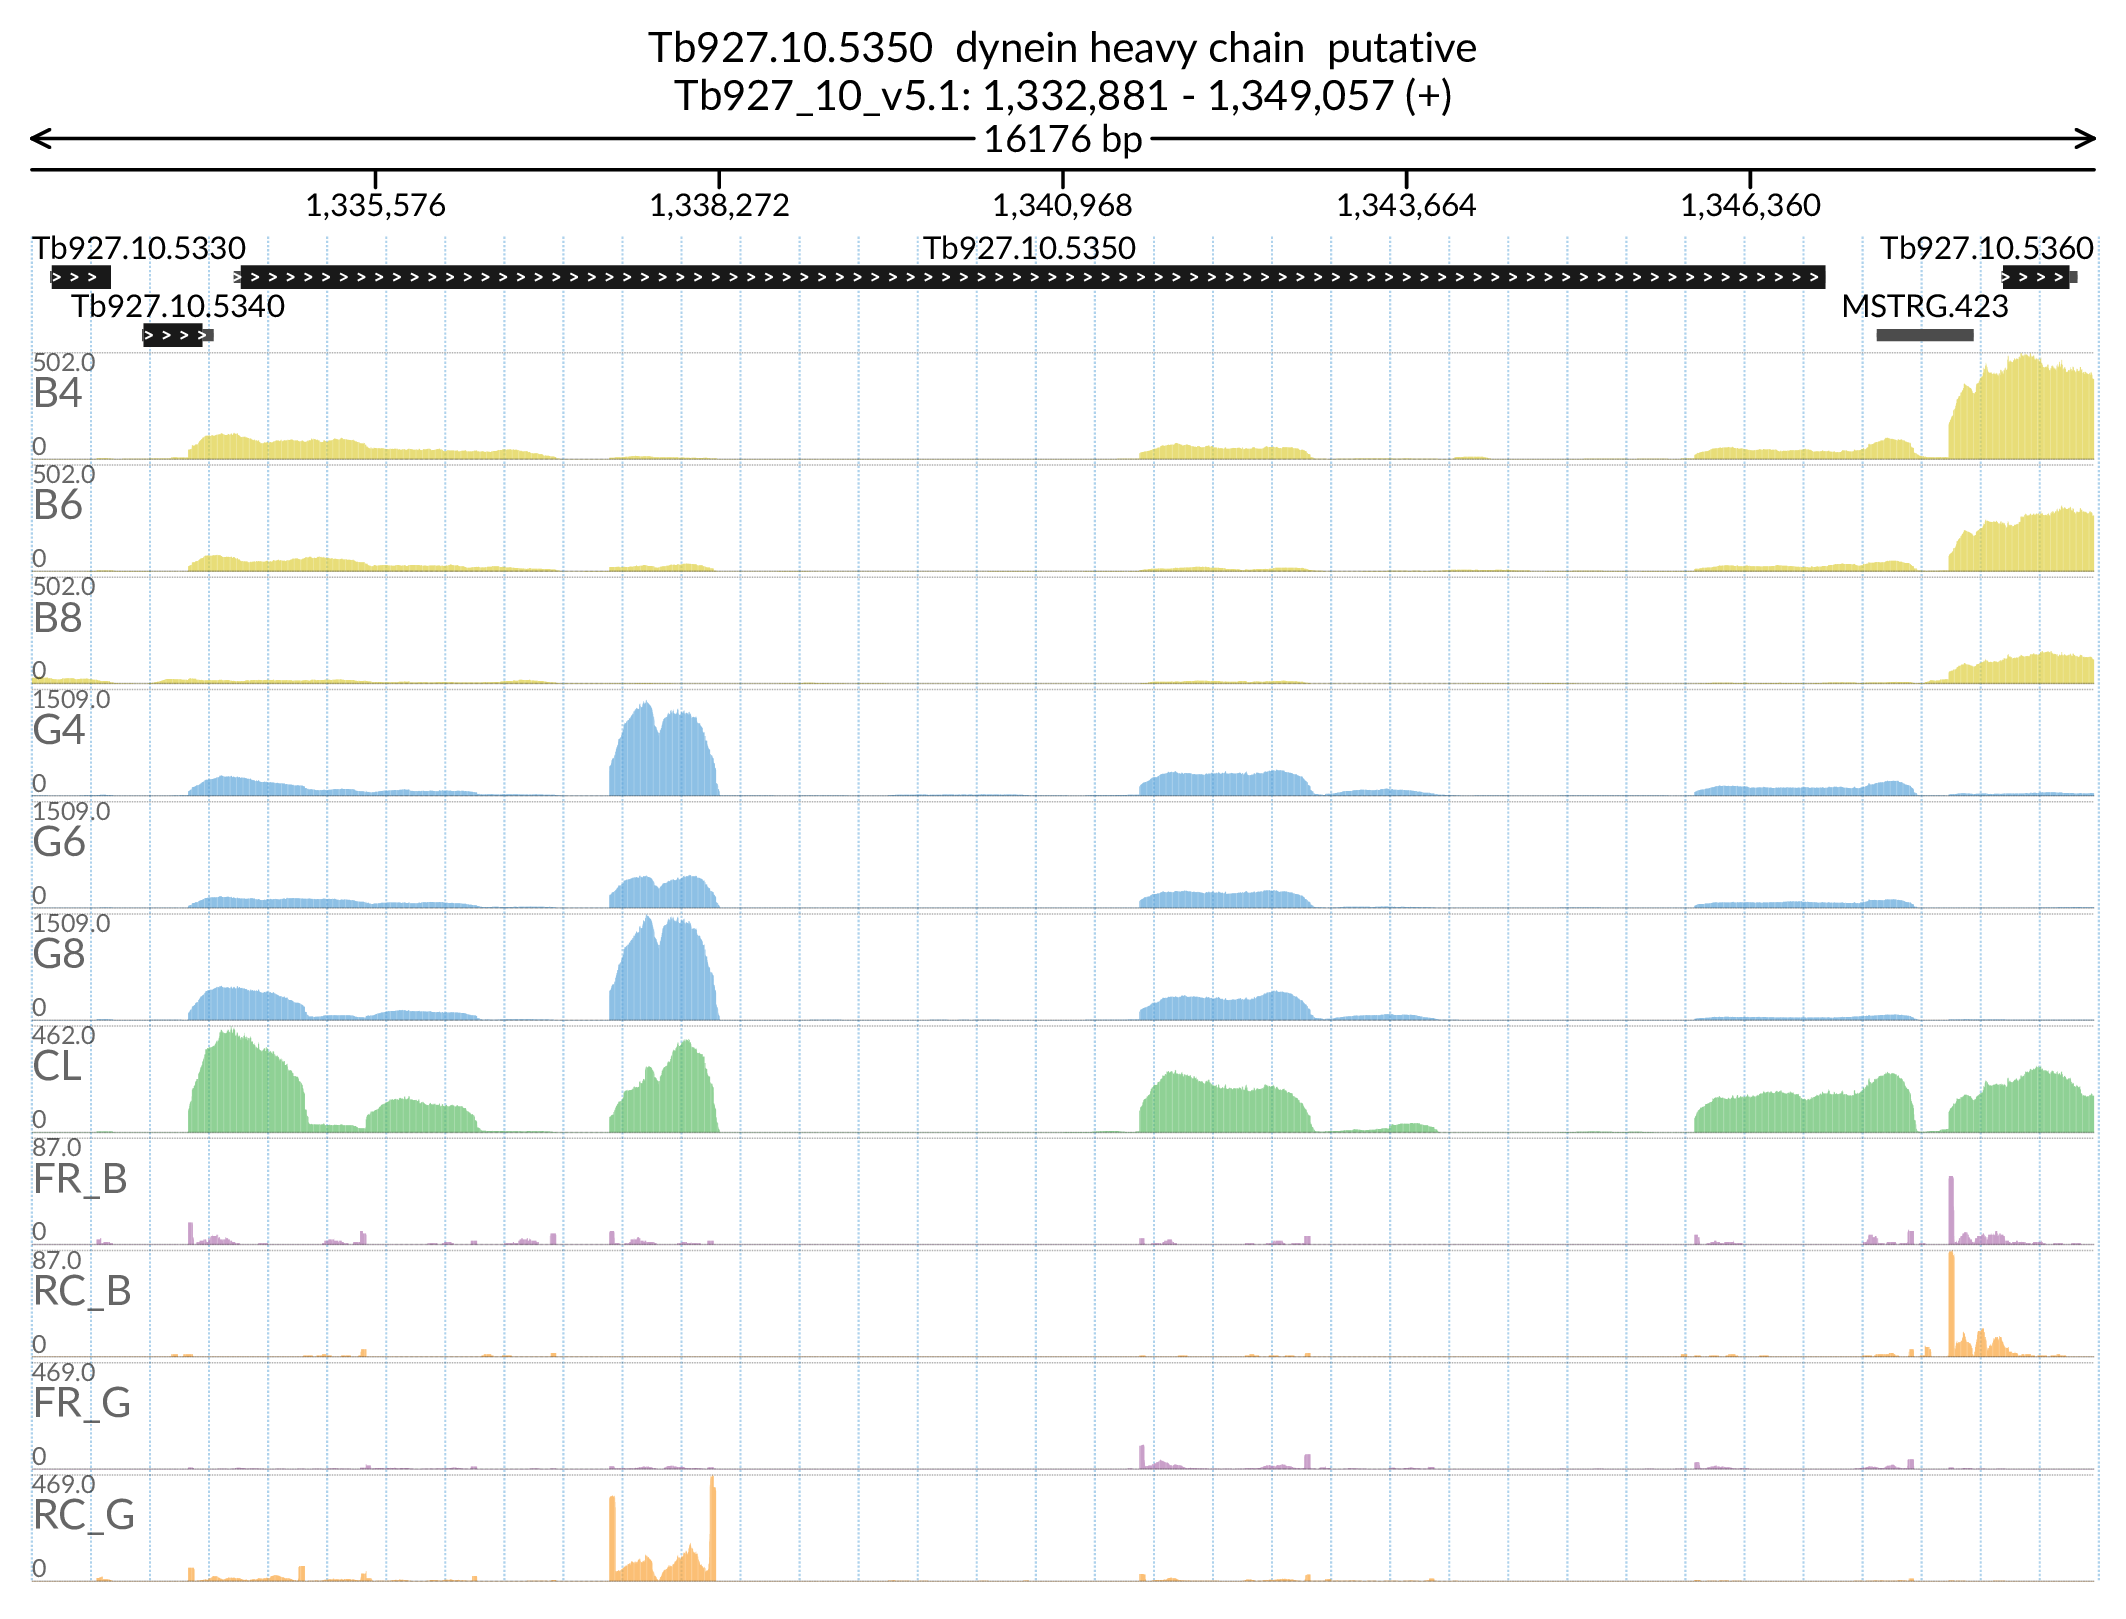 Tb927.10.5350 dynein heavy chain putative
Tb927_10_v5.1: 1,332,881 - 1,349,057 (+)
16176 bp
1,335,576 1,338,272 1,340,968 1,343,664 1,346,360
Tb927.10.5330 Tb927.10.5350 Tb927.10.5360
Tb927.10.5340 MSTRG.423
502.0
B4
0
502.0
B6
0
502.0
B8
0
1509.0
G4
0
1509.0
G6
0
1509.0
G8
0
462.0
CL
0
87.0
FR_B
0
87.0
RC_B
0
469.0
FR_G
0
469.0
RC_G
0